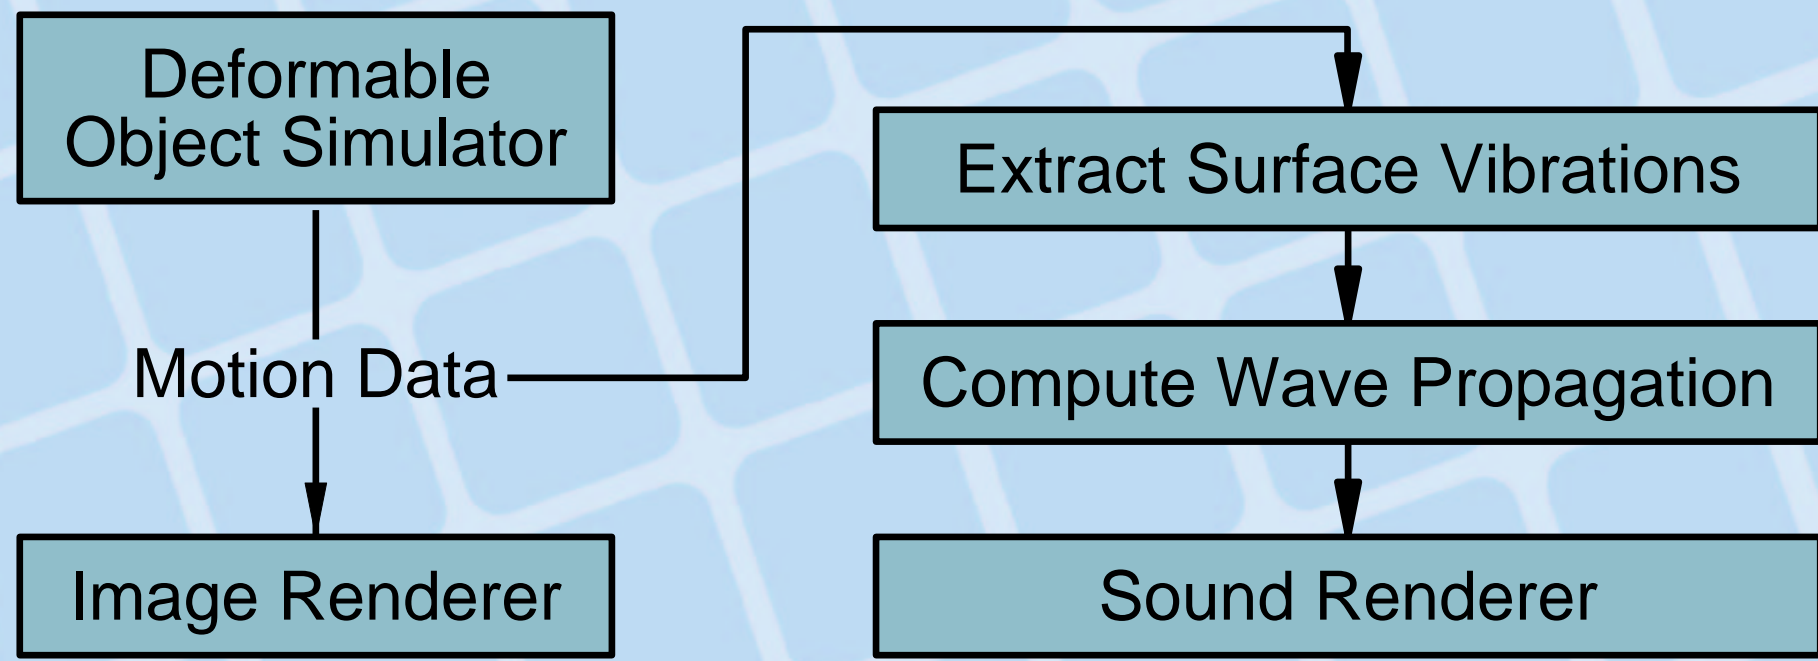 Deformable
Object Simulator
Motion Data
Image Renderer
Extract Surface Vibrations
Compute Wave Propagation
Sound Renderer